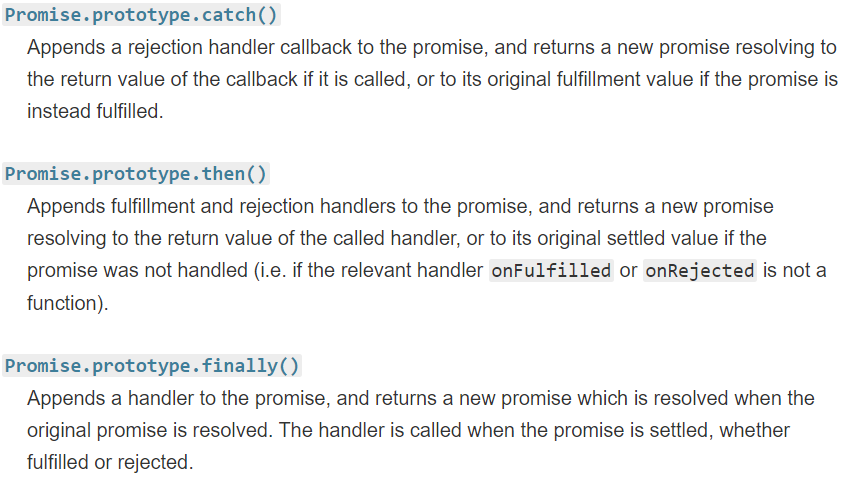 Promise.prototype.catch()
Appends a rejection handler callback to the promise, and returns a new promise resolving to
the return value of the callback if it is called, or to its original fulfillment value if the promise is
instead fulfilled.
Promise.prototype.then()
Appends fulfillment and rejection handlers to the promise, and returns a new promise
resolving to the return value of the called handler, or to its original settled value if the
promise was not handled (i.e. if the relevant handler onFulfilled or onRejected is not a
function).
Promise.prototype.finally()
Appends a handler to the promise, and returns a new promise which is resolved when the
original promise is resolved. The handler is called when the promise is settled, whether
fulfilled or rejected.